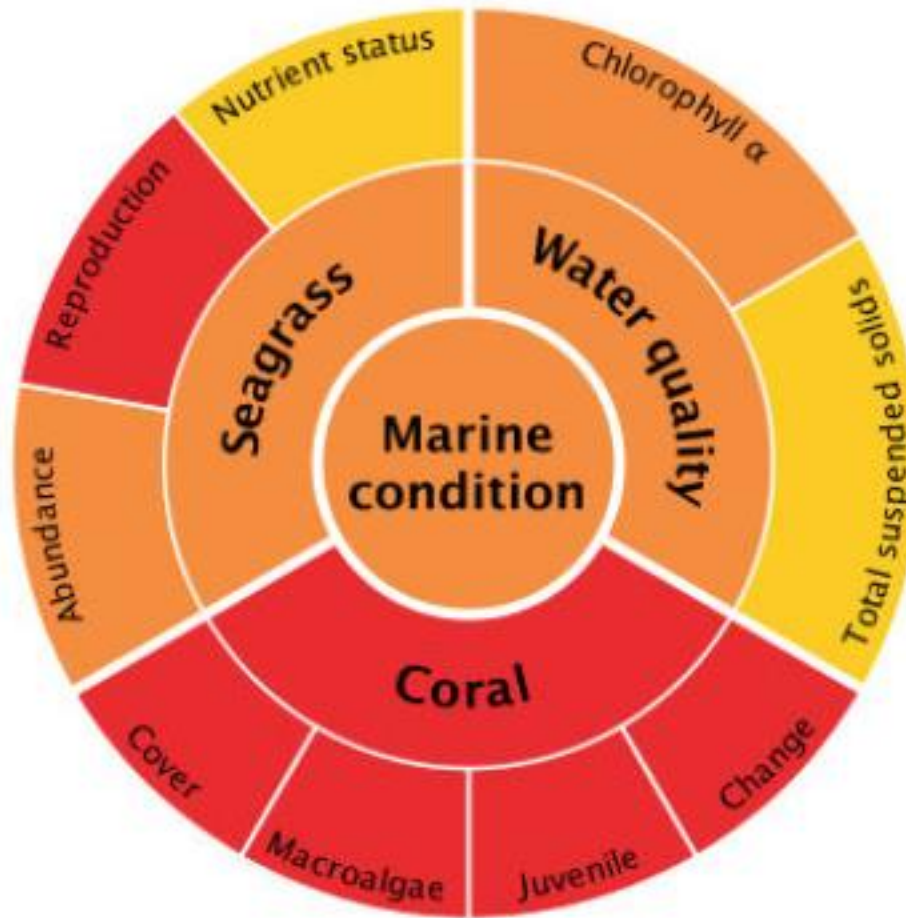 Marine
condition
Water quality
Chlorophyll α
Total suspended solids
Coral
Change
Juvenile
Macroalgae
Cover
Seagrass
Abundance
Reproduction
Nutrient status